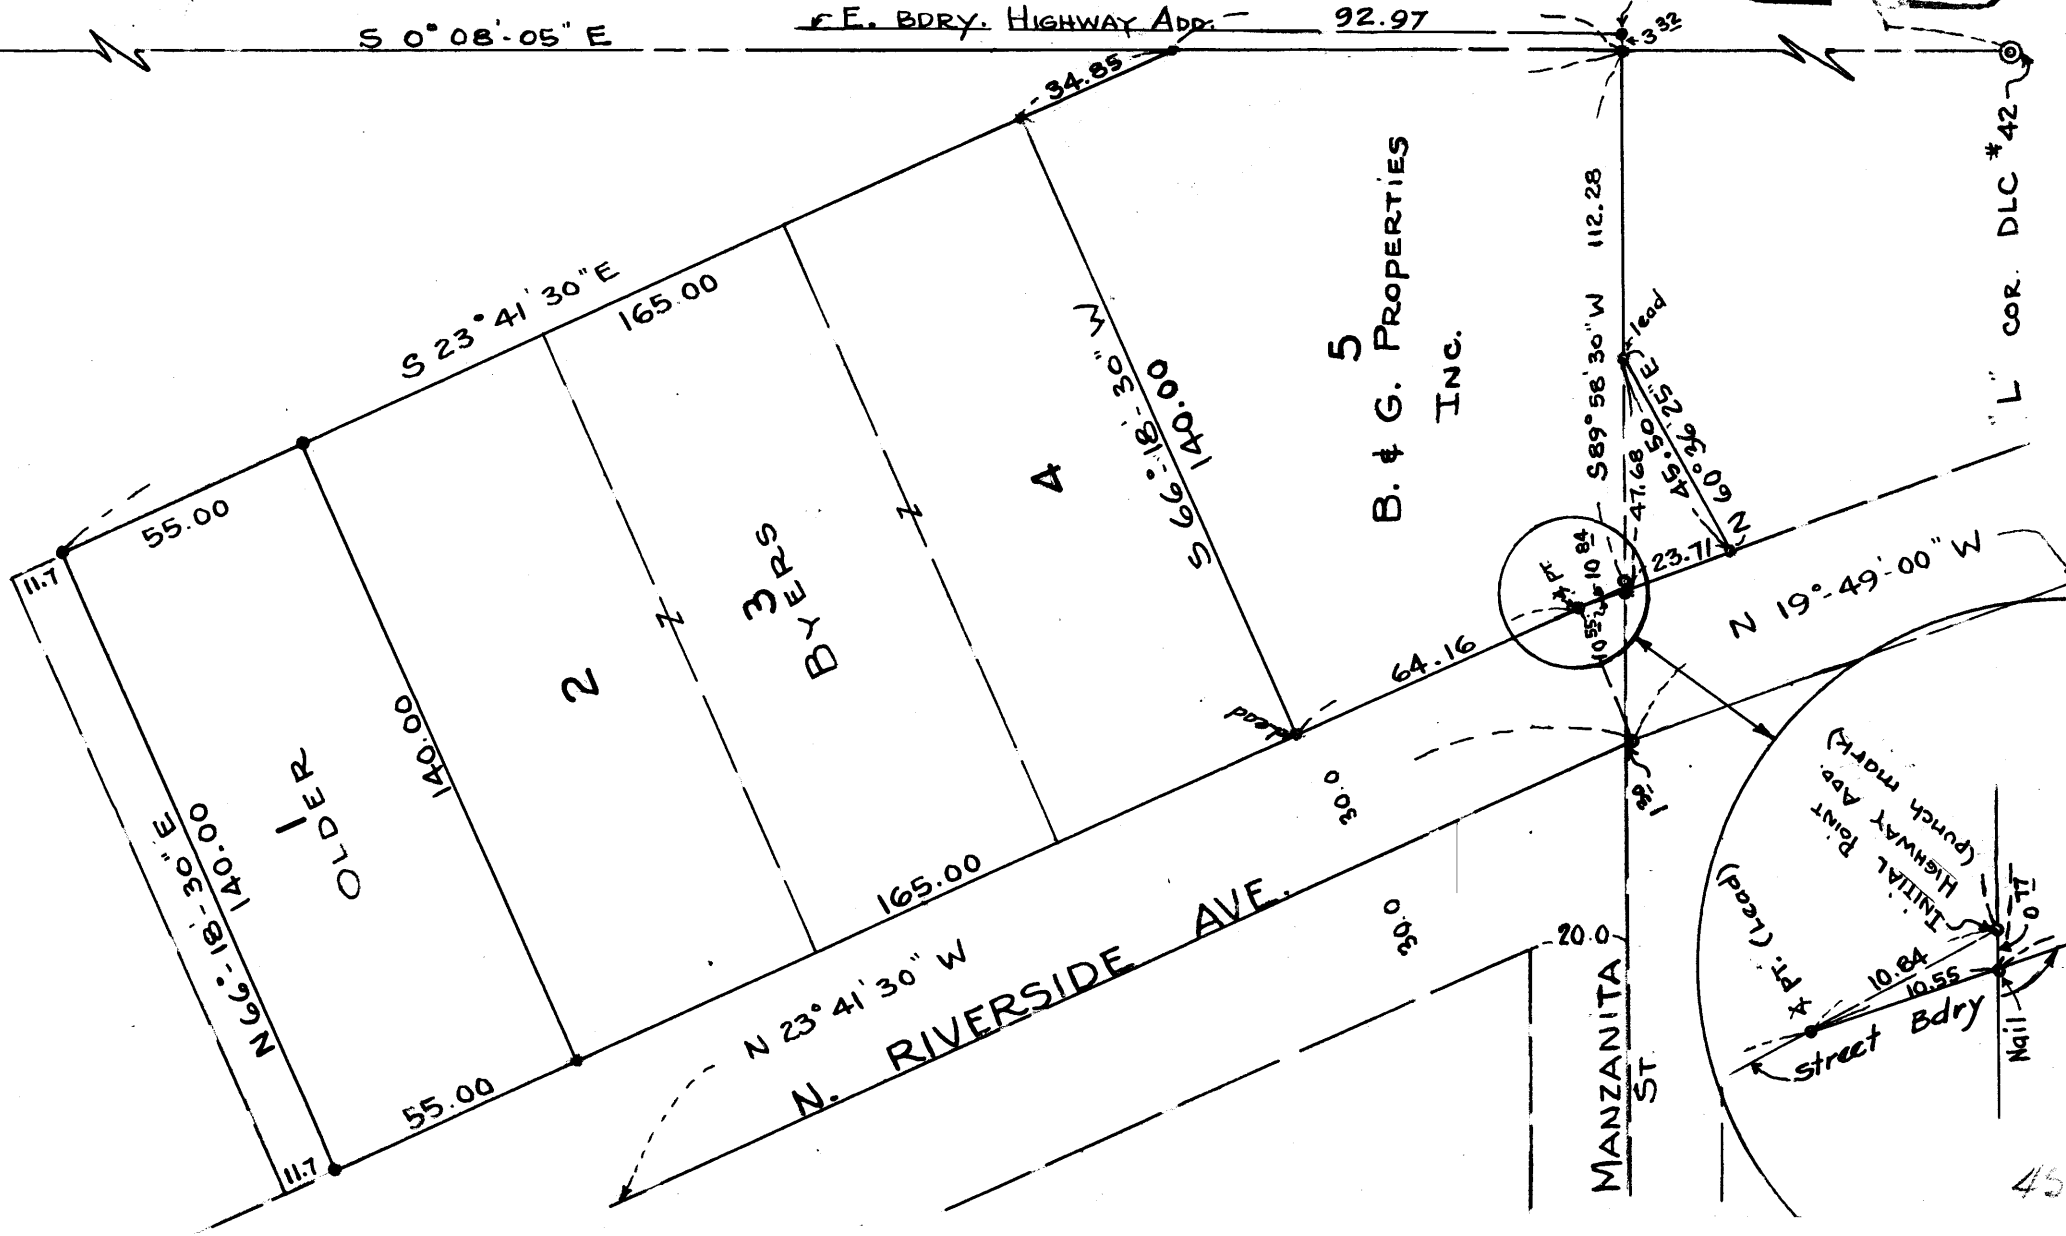 S 0° 08'-05" E
E. BDRY. HIGHWAY ADD.
92.97
3 32
34.85
"L" COR. DLC #42
S 23° 41' 30" E
165.00
55.00
11.7
N 66°-18'-30" E
140.00
1
OLDER
140.00
2
3
BYERS
4
S 66°-18'-30" W
140.00
5
B. & G. PROPERTIES
INC.
S89° 58' 30" W 112.28
lead
47.68
45.50
N 60° 36' 25" E
23.71
10 84
10 55
∡ Pt.
N 19°-49'-00" W
64.16
Lead
165.00
55.00
11.7
N 23° 41' 30" W
N. RIVERSIDE AVE.
30.0
30.0
20.0
MANZANITA
ST
INITIAL POINT
HIGHWAY ADD.
(punch mark)
∡ PT. (Lead)
10.84
10.55
0.77
Street Bdry
Nail